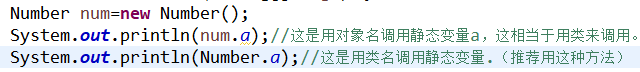 Number num=new Number();
System.out.println(num.a);//这是用对象名调用静态变量a，这相当于用类来调用。
System.out.println(Number.a);//这是用类名调用静态变量.（推荐用这种方法）